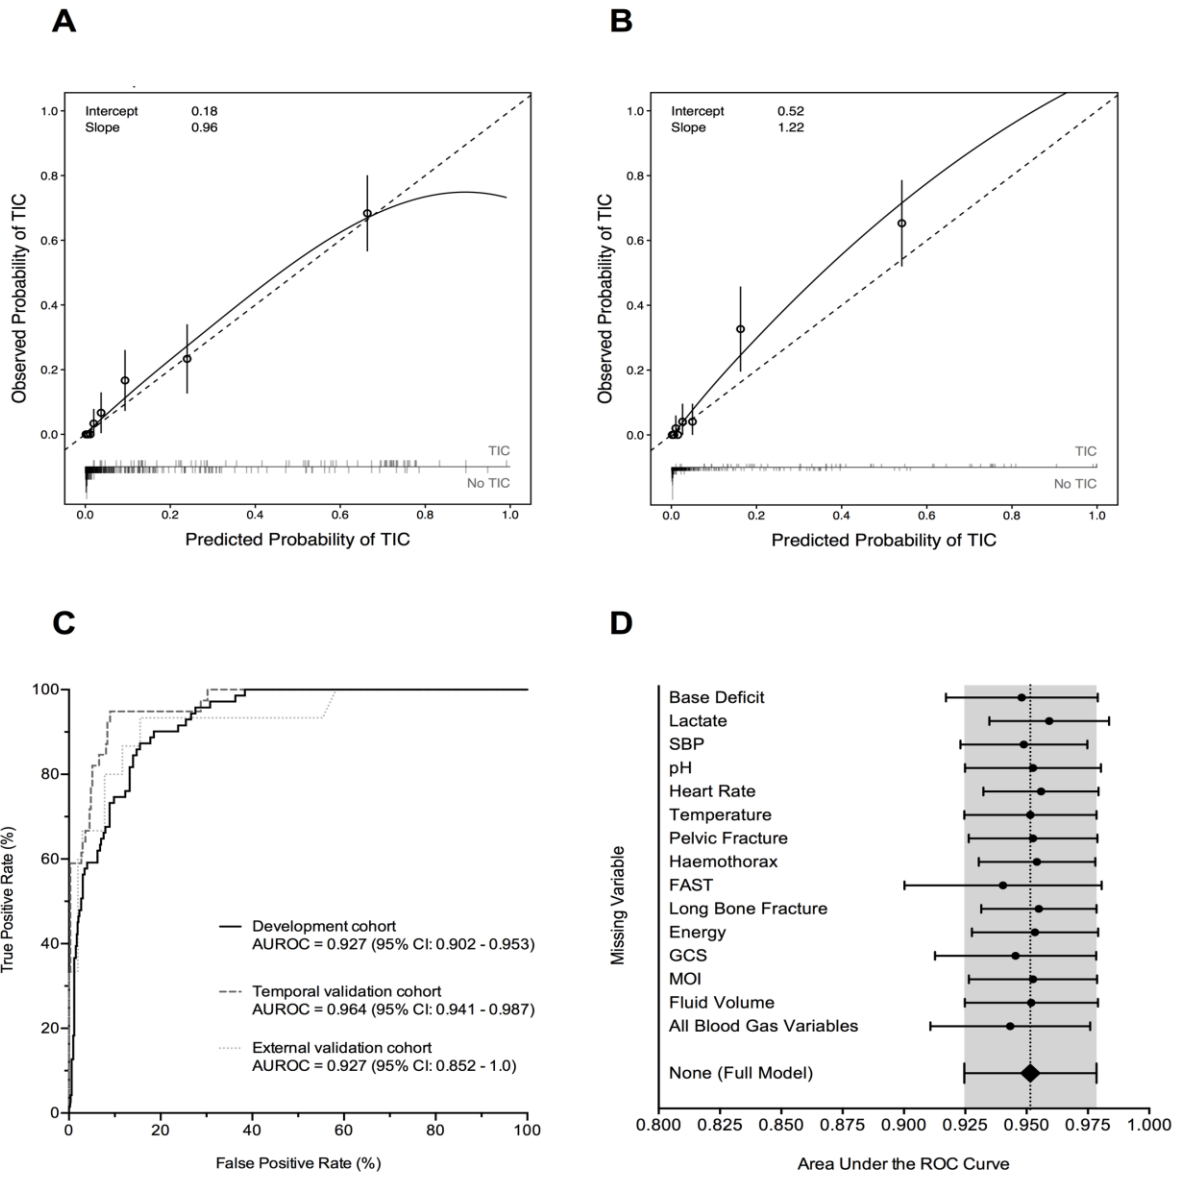 A
Intercept 0.18
Slope 0.96
1.0
0.8
0.6
0.4
0.2
0.0
Observed Probability of TIC
TIC
No TIC
0.0 0.2 0.4 0.6 0.8 1.0
Predicted Probability of TIC
B
Intercept 0.52
Slope 1.22
1.0
0.8
0.6
0.4
0.2
0.0
Observed Probability of TIC
TIC
No TIC
0.0 0.2 0.4 0.6 0.8 1.0
Predicted Probability of TIC
C
100
80
60
40
20
0
True Positive Rate (%)
Development cohort
AUROC = 0.927 (95% CI: 0.902 - 0.953)
Temporal validation cohort
AUROC = 0.964 (95% CI: 0.941 - 0.987)
External validation cohort
AUROC = 0.927 (95% CI: 0.852 - 1.0)
0 20 40 60 80 100
False Positive Rate (%)
D
Missing Variable
Base Deficit
Lactate
SBP
pH
Heart Rate
Temperature
Pelvic Fracture
Haemothorax
FAST
Long Bone Fracture
Energy
GCS
MOI
Fluid Volume
All Blood Gas Variables
None (Full Model)
0.800 0.825 0.850 0.875 0.900 0.925 0.950 0.975 1.000
Area Under the ROC Curve